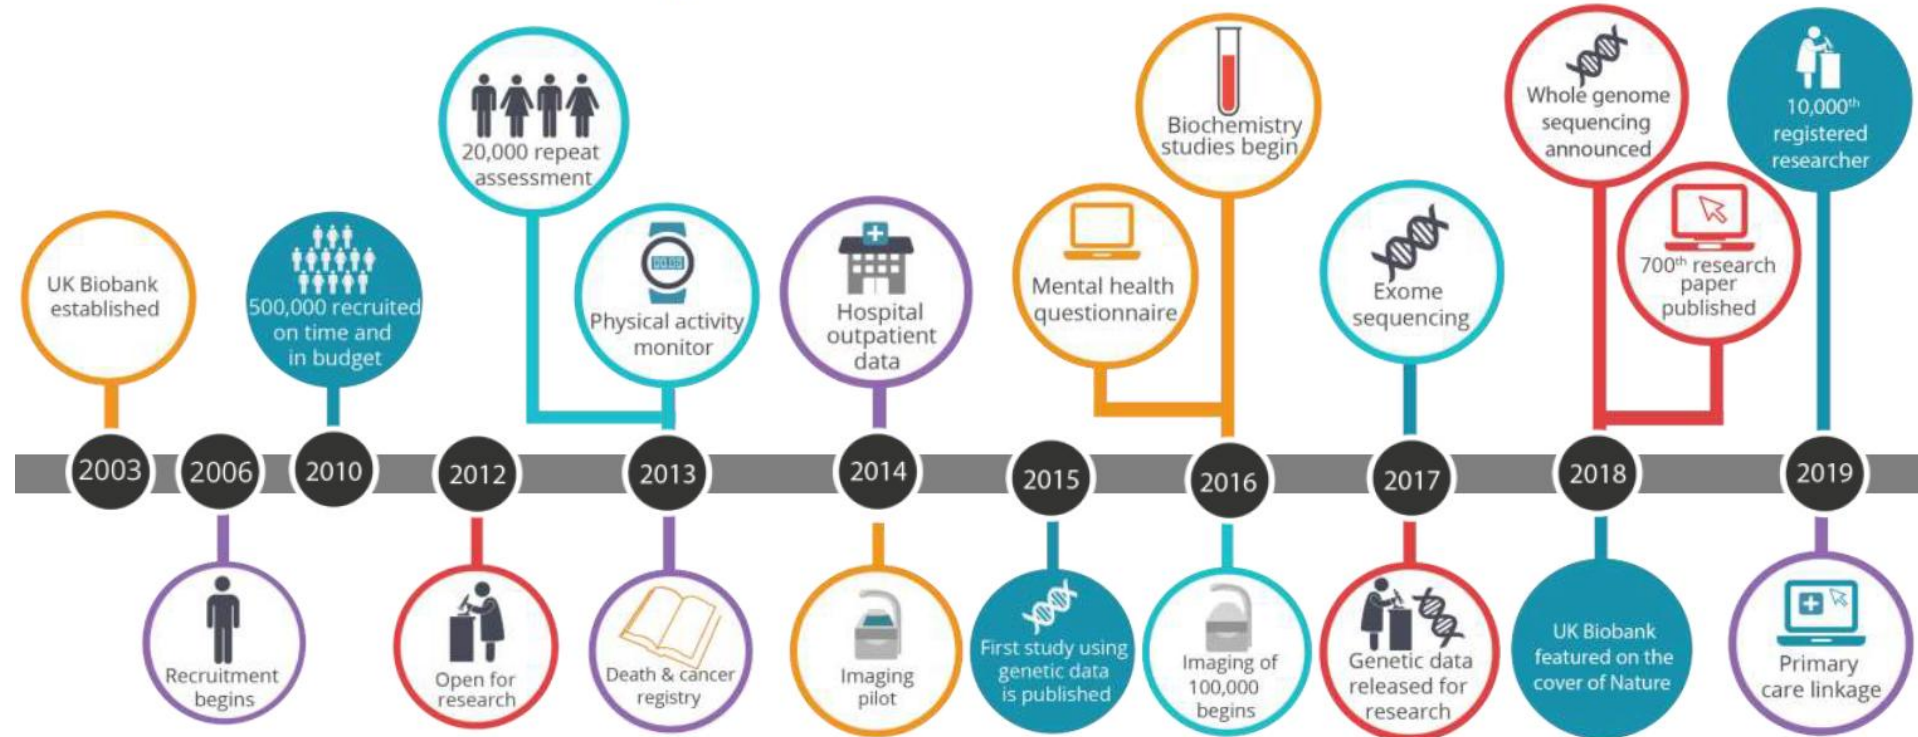 20,000 repeat
assessment
Biochemistry
studies begin
Whole genome
sequencing
announced
10,000th
registered
researcher
UK Biobank
established
500,000 recruited
on time and
in budget
00:09
Physical activity
monitor
Hospital
outpatient
data
Mental health
questionnaire
Exome
sequencing
700th research
paper
published
2003
2006
2010
2012
2013
2014
2015
2016
2017
2018
2019
Recruitment
begins
Open for
research
Death & cancer
registry
Imaging
pilot
First study using
genetic data
is published
Imaging of
100,000
begins
Genetic data
released for
research
UK Biobank
featured on the
cover of Nature
Primary
care linkage